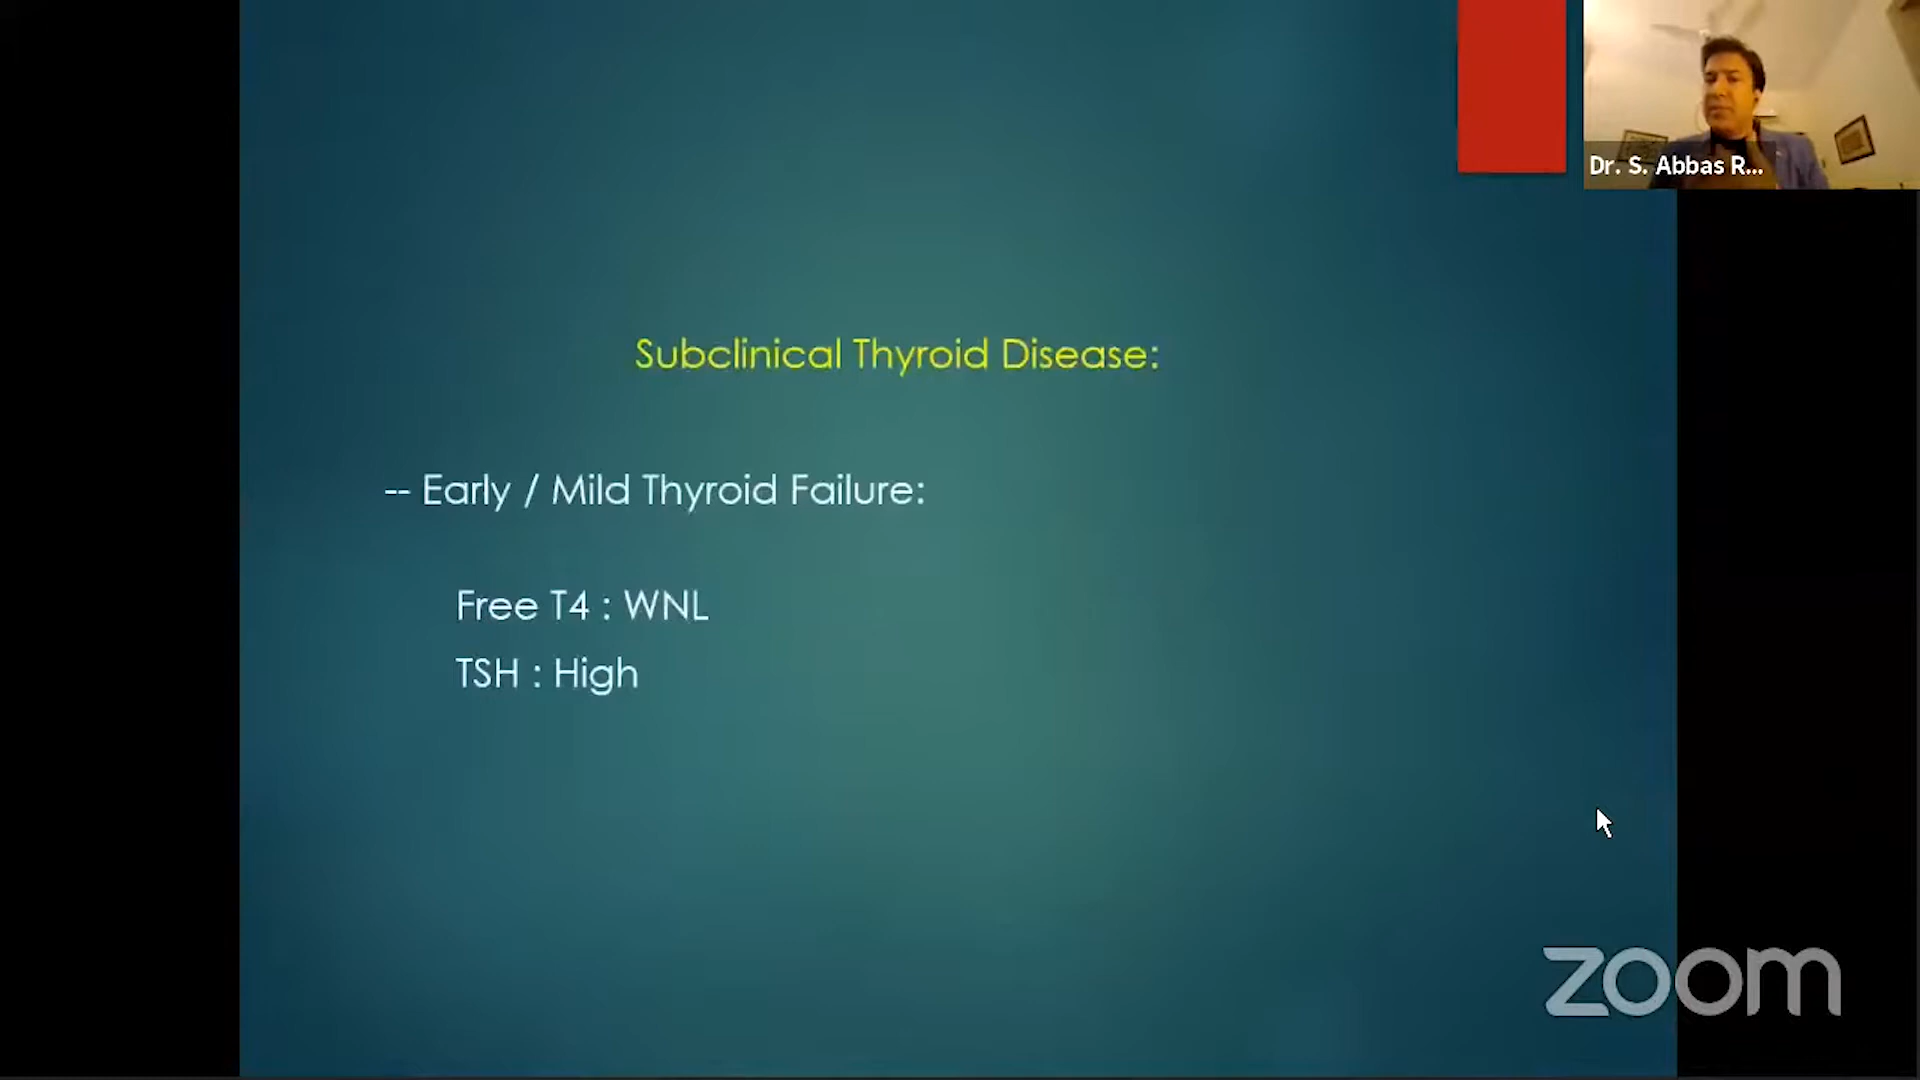 Dr. S. Abbas R...
Subclinical Thyroid Disease:
-- Early / Mild Thyroid Failure:
Free T4 : WNL
TSH : High
zoom